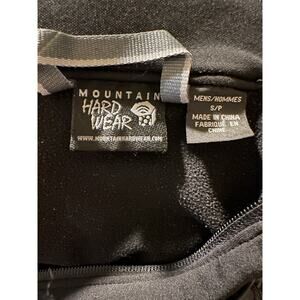 MOUNTAIN
HARD
WEAR
WWW.MOUNTAINHARDWEAR.COM
MENS/HOMMES
S/P
MADE IN CHINA
FABRIQUÉ EN
CHINE